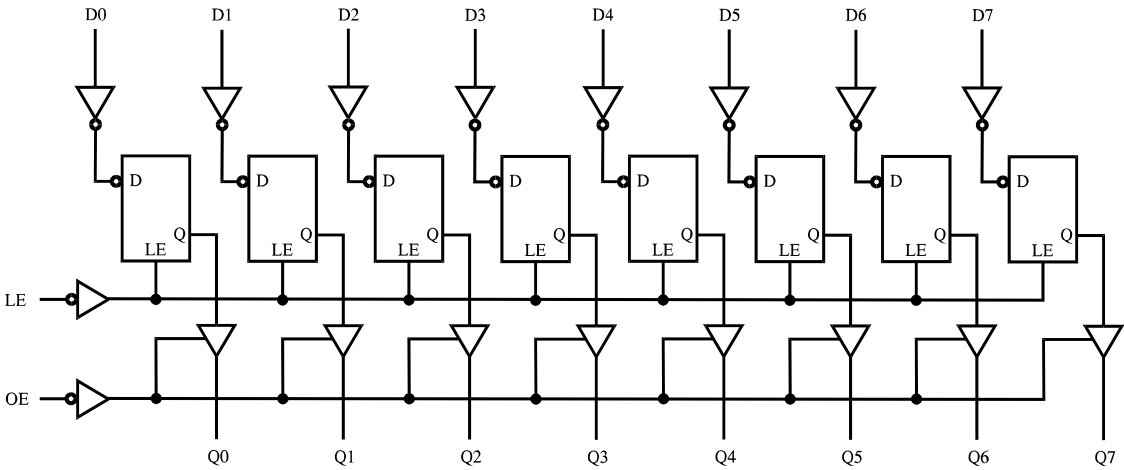 D0 D1 D2 D3 D4 D5 D6 D7
D D D D D D D D
Q Q Q Q Q Q Q Q
LE LE LE LE LE LE LE LE
LE
OE
Q0 Q1 Q2 Q3 Q4 Q5 Q6 Q7